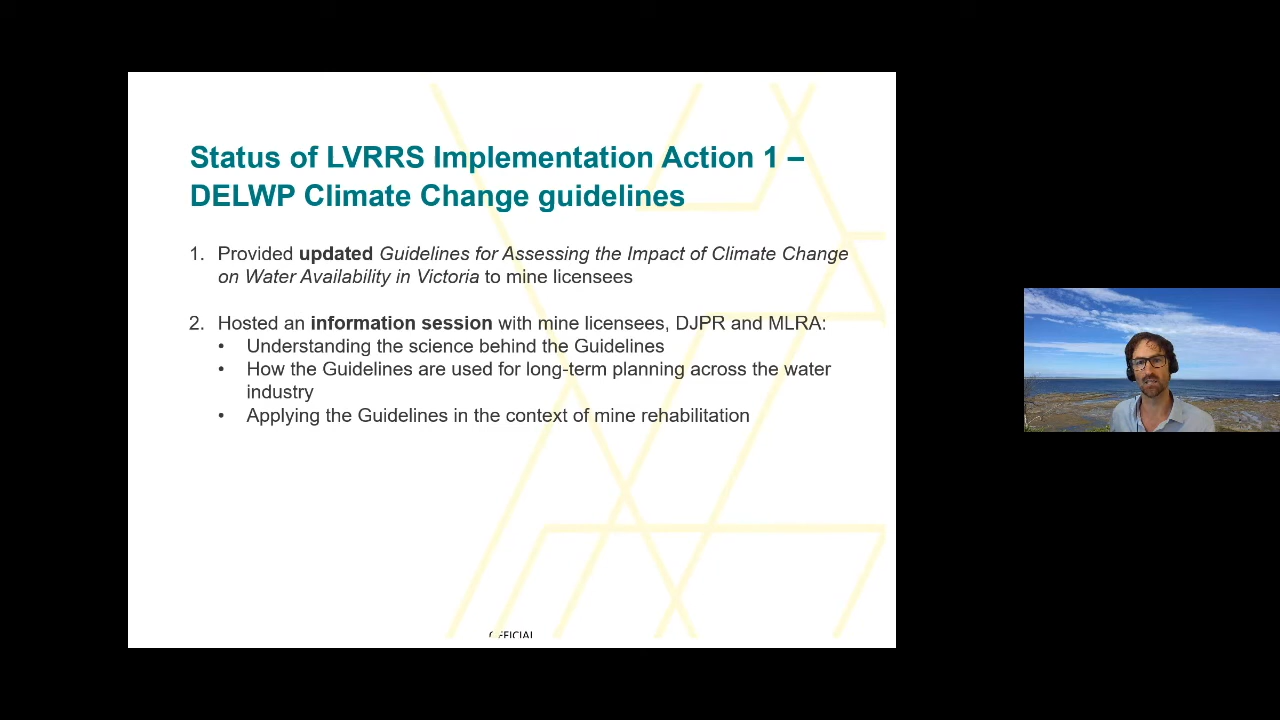 Status of LVRRS Implementation Action 1 –
DELWP Climate Change guidelines
1. Provided updated Guidelines for Assessing the Impact of Climate Change
on Water Availability in Victoria to mine licensees
2. Hosted an information session with mine licensees, DJPR and MLRA:
• Understanding the science behind the Guidelines
• How the Guidelines are used for long-term planning across the water
industry
• Applying the Guidelines in the context of mine rehabilitation
OFFICIAL